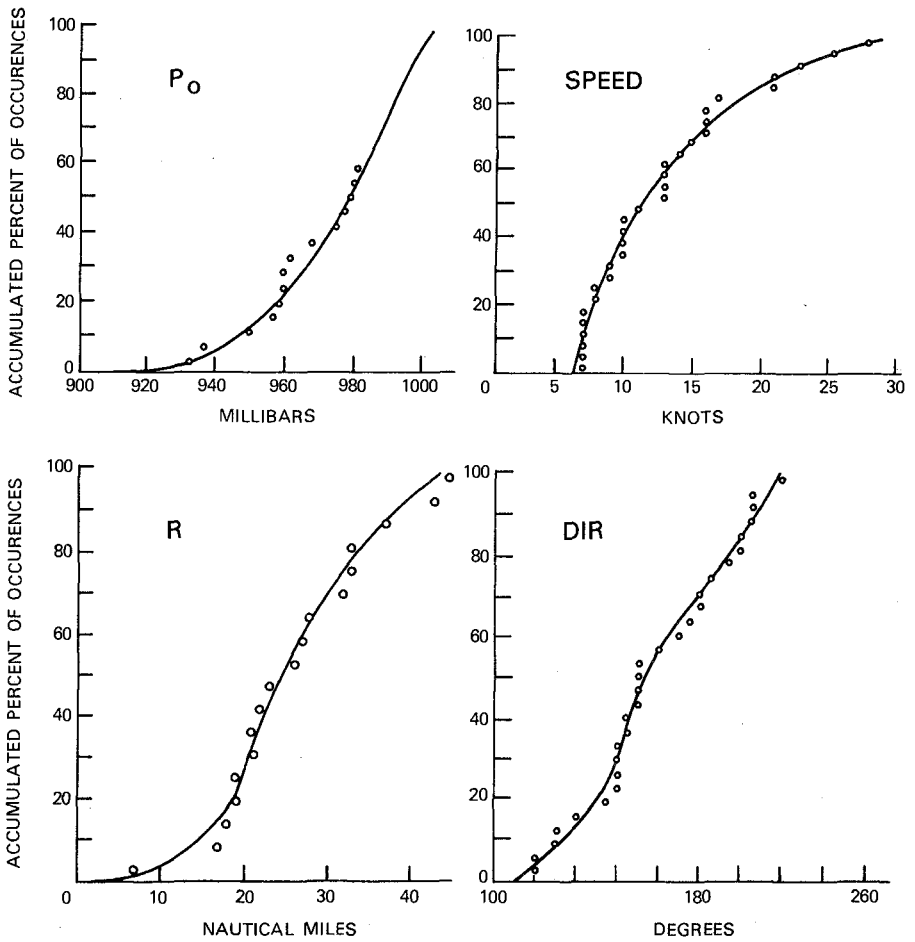 ACCUMULATED PERCENT OF OCCURENCES
100
80
60
40
20
0
P O
900 920 940 960 980 1000
MILLIBARS
100
80
60
40
20
SPEED
0 5 10 15 20 25 30
KNOTS
ACCUMULATED PERCENT OF OCCURENCES
100
80
60
40
20
R
0 10 20 30 40
NAUTICAL MILES
100
80
60
40
20
0
DIR
100 180 260
DEGREES